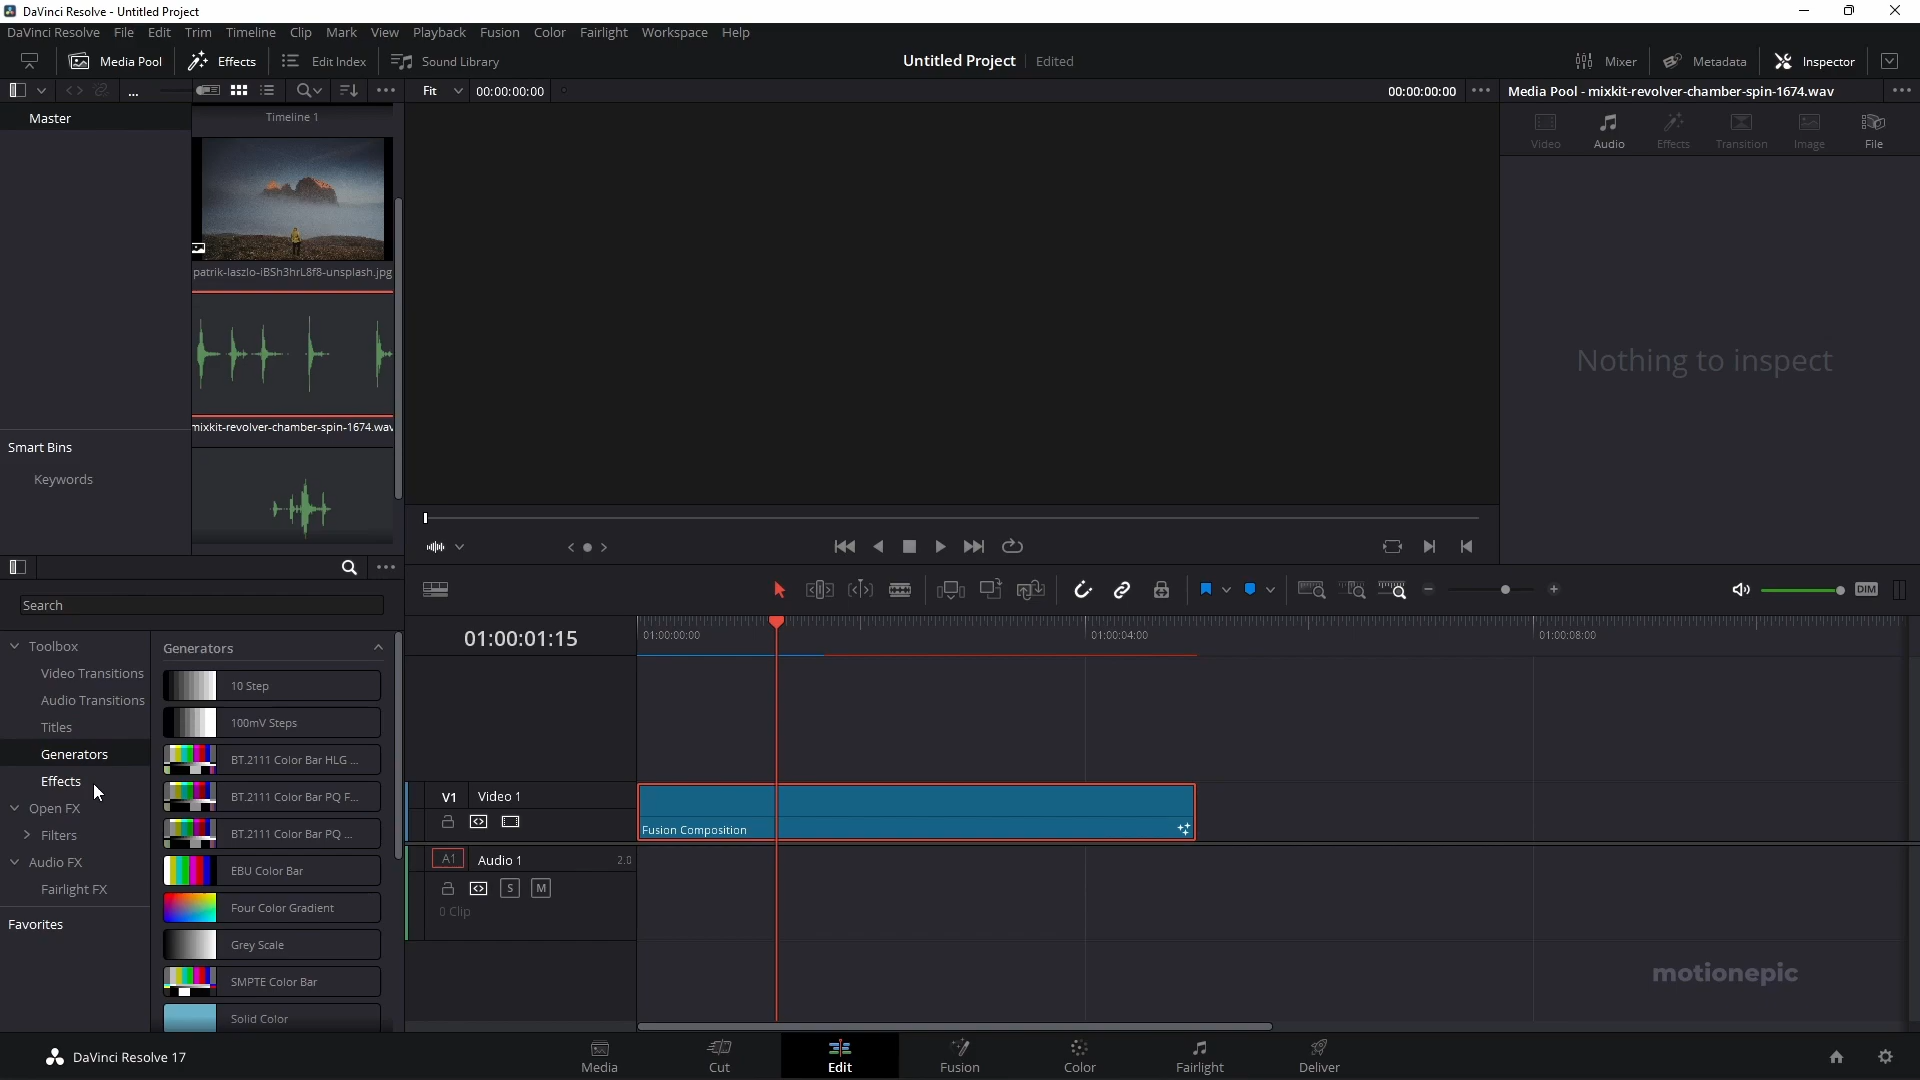 DaVinci Resolve - Untitled Project
DaVinci Resolve File Edit Trim Timeline Clip Mark View Playback Fusion Color Fairlight Workspace Help
Media Pool Effects Edit Index Sound Library Untitled Project Edited Mixer Metadata Inspector
... Fit 00:00:00:00 00:00:00:00 Media Pool - mixkit-revolver-chamber-spin-1674.wav
Master
Timeline 1
Video Audio Effects Transition Image File
patrik-laszlo-iBSh3hrL8f8-unsplash.jpg
Nothing to inspect
mixkit-revolver-chamber-spin-1674.wav
Smart Bins
Keywords
DIM
Search
01:00:01:15
01:00:00:00 01:00:04:00 01:00:08:00
Toolbox
Video Transitions
Audio Transitions
Titles
Generators
Effects
Open FX
Filters
Audio FX
Fairlight FX
Favorites
Generators
10 Step
100mV Steps
BT.2111 Color Bar HLG ...
BT.2111 Color Bar PQ F...
BT.2111 Color Bar PQ ...
EBU Color Bar
Four Color Gradient
Grey Scale
SMPTE Color Bar
Solid Color
V1 Video 1
Fusion Composition
A1 Audio 1 2.0
S M
0 Clip
motionepic
DaVinci Resolve 17
Media Cut Edit Fusion Color Fairlight Deliver